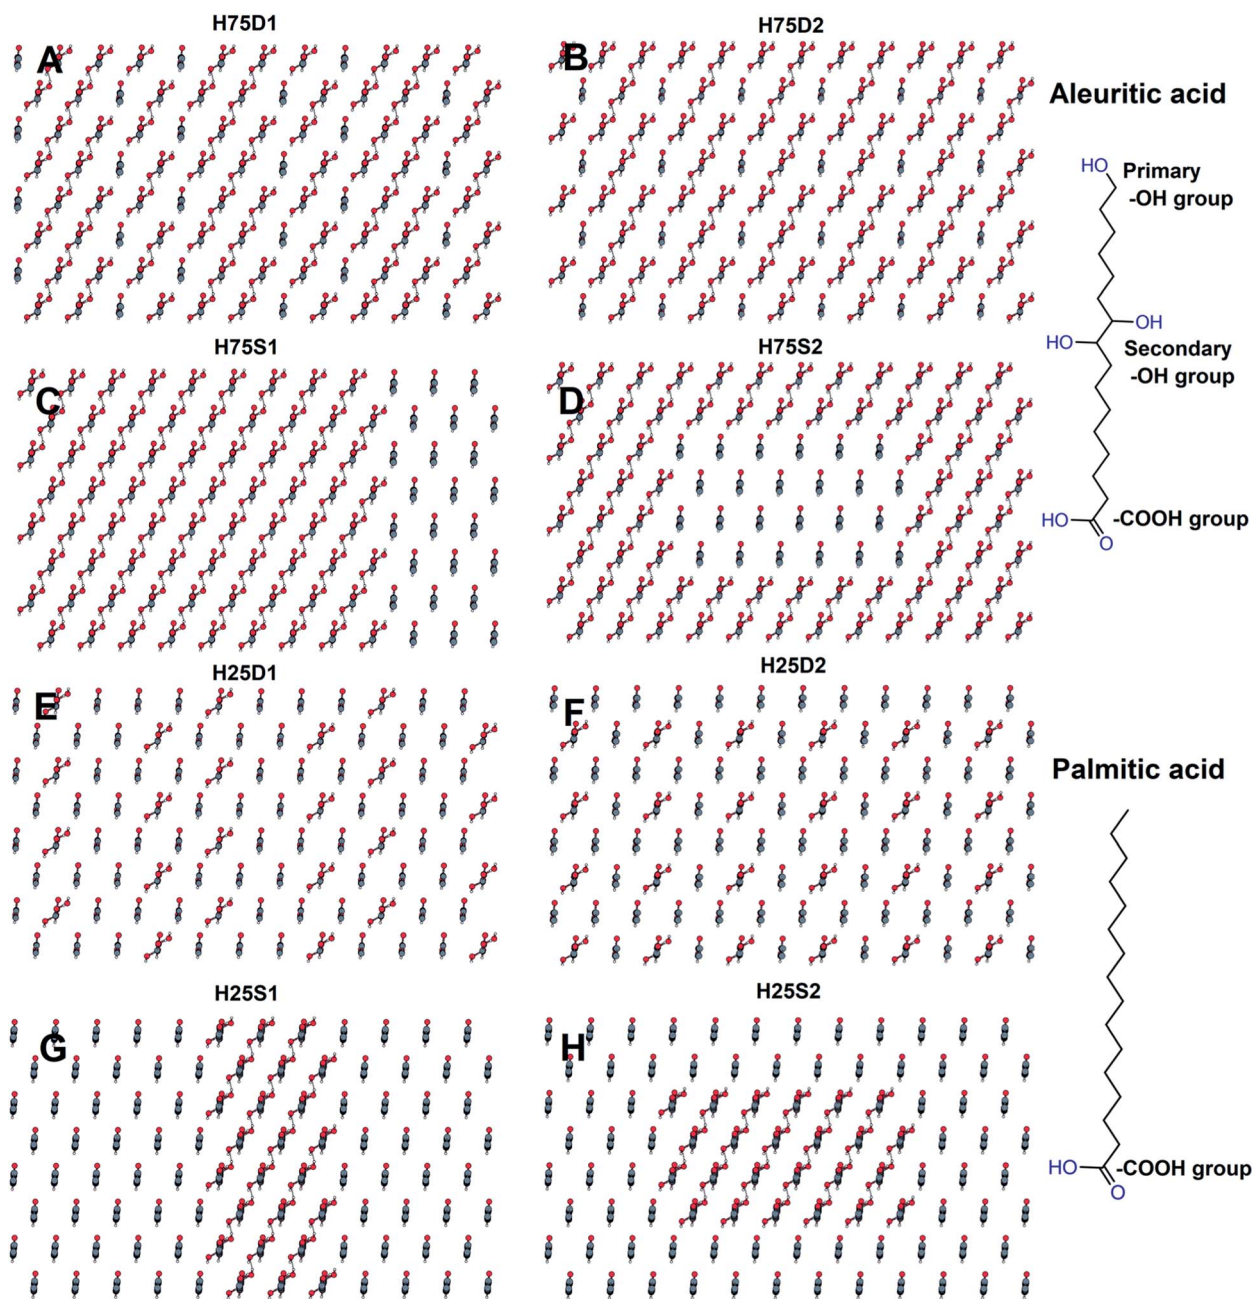 H75D1
H75D2
A
B
Aleuritic acid
HO
Primary
-OH group
OH
HO
Secondary
-OH group
H75S1
H75S2
C
D
HO
-COOH group
O
H25D1
H25D2
E
F
Palmitic acid
H25S1
H25S2
G
H
HO
-COOH group
O